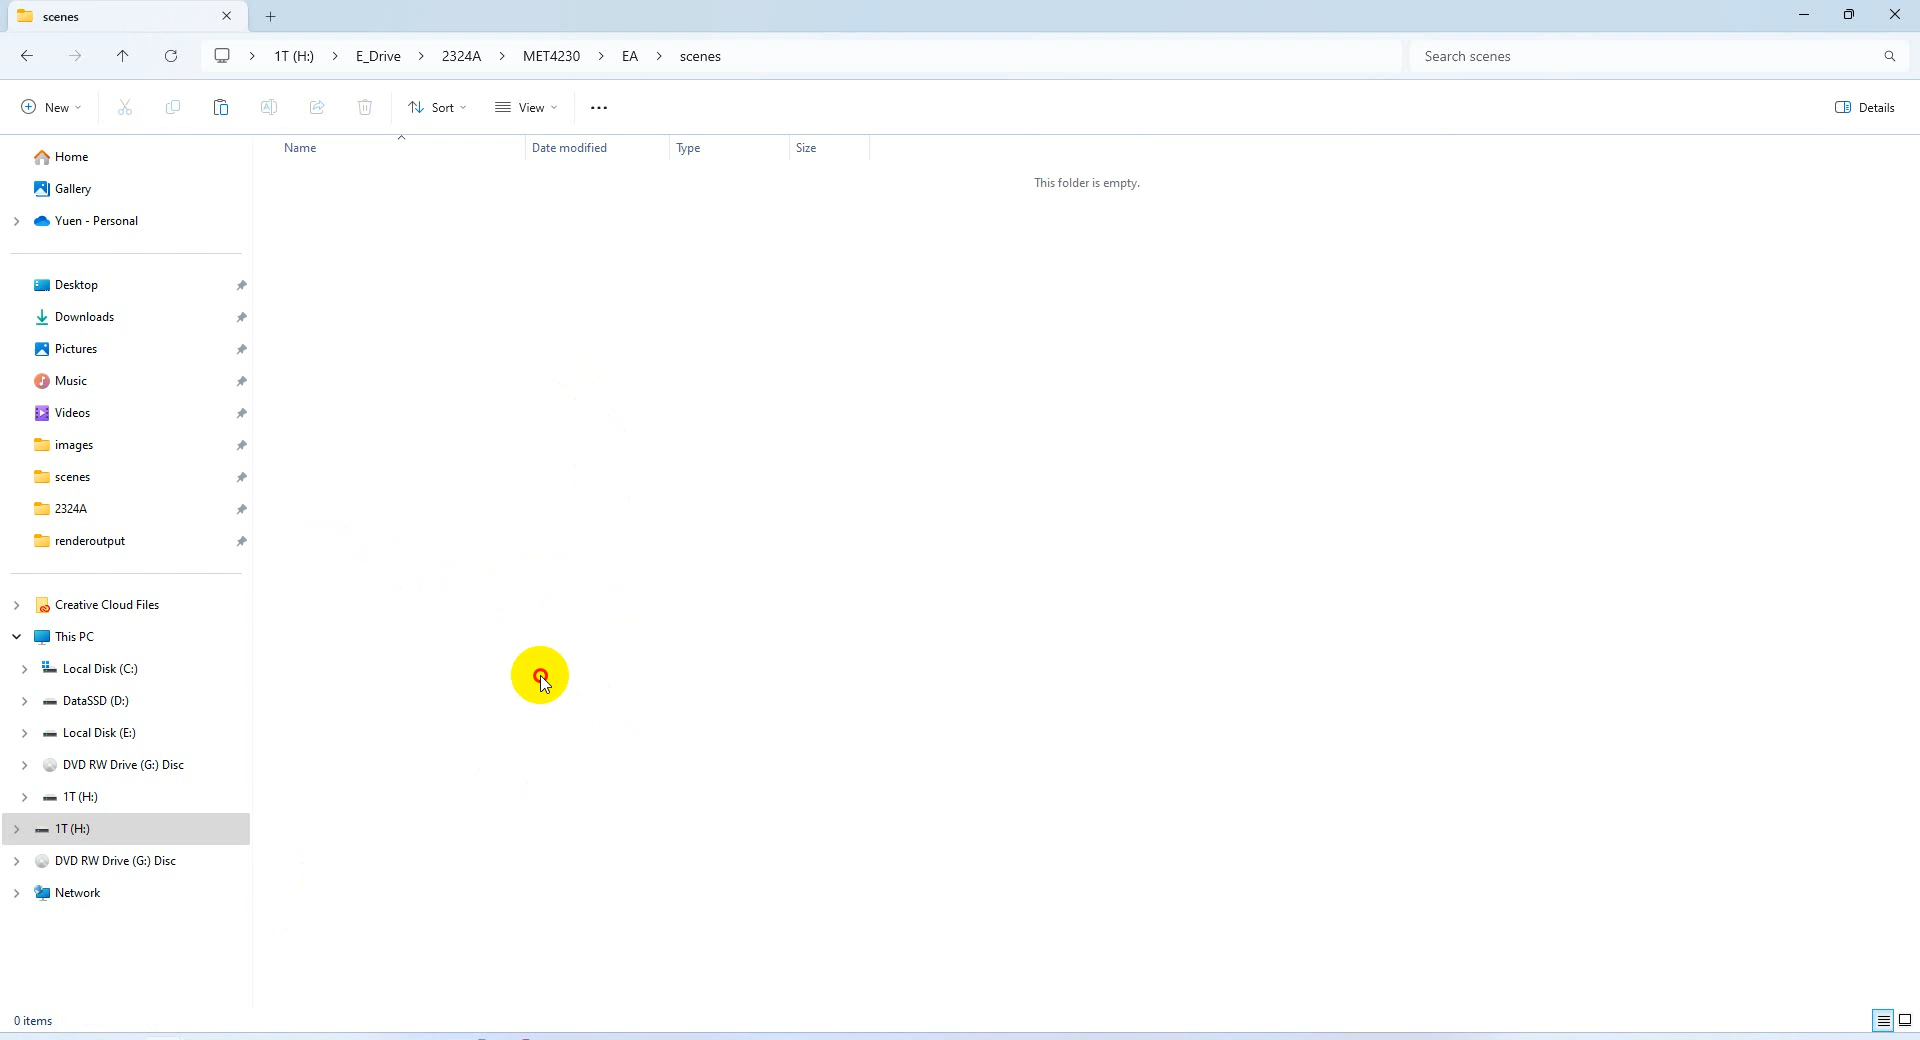 scenes
1T (H:) E_Drive 2324A MET4230 EA scenes
Search scenes
New
Sort
View
Details
Name
Date modified
Type
Size
This folder is empty.
Home
Gallery
Yuen - Personal
Desktop
Downloads
Pictures
Music
Videos
images
scenes
2324A
renderoutput
Creative Cloud Files
This PC
Local Disk (C:)
DataSSD (D:)
Local Disk (E:)
DVD RW Drive (G:) Disc
1T (H:)
1T (H:)
DVD RW Drive (G:) Disc
Network
0 items